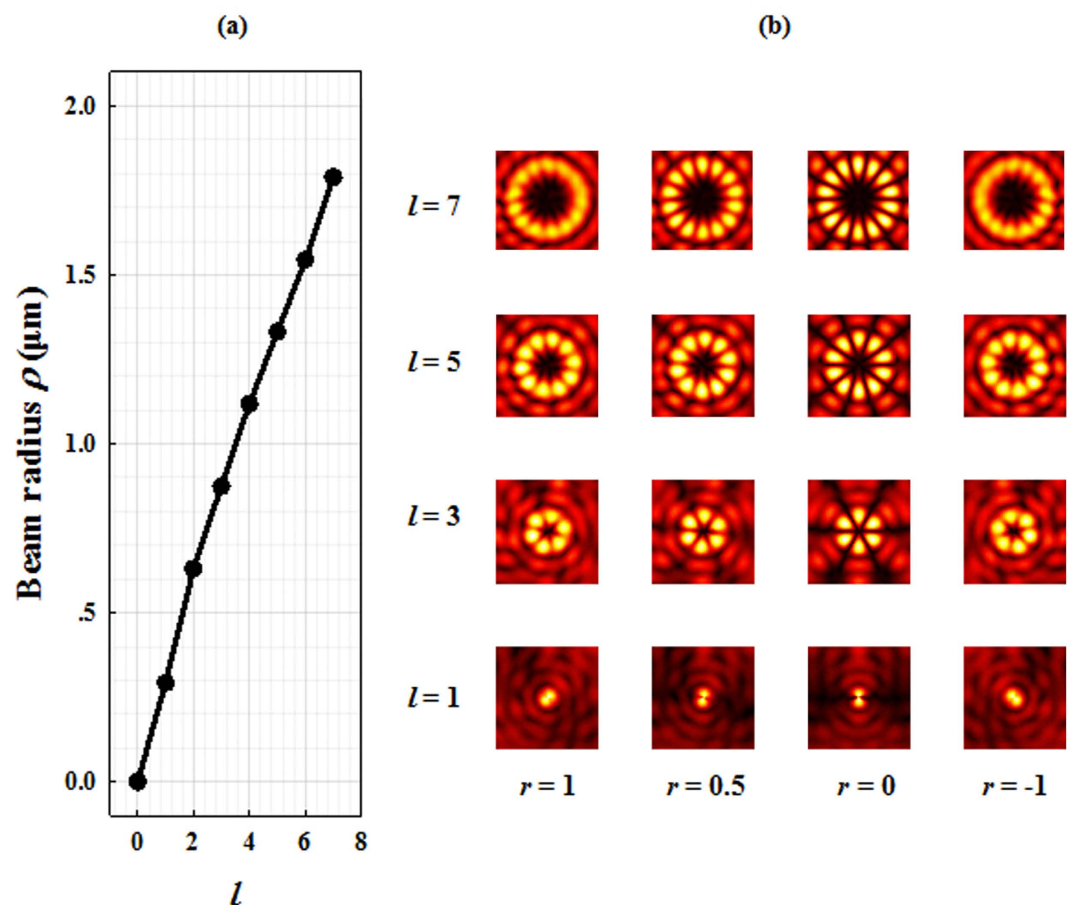 (a)
(b)
Beam radius ρ (μm)
2.0
1.5
1.0
.5
0.0
0 2 4 6 8
l
l = 7
l = 5
l = 3
l = 1
r = 1 r = 0.5 r = 0 r = -1